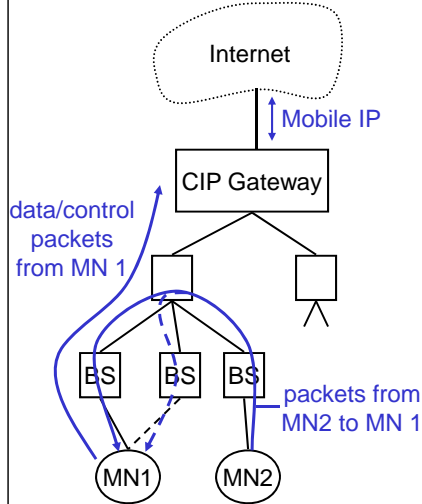 Internet
Mobile IP
CIP Gateway
data/control
packets
from MN 1
BS
BS
BS
packets from
MN2 to MN 1
MN1
MN2